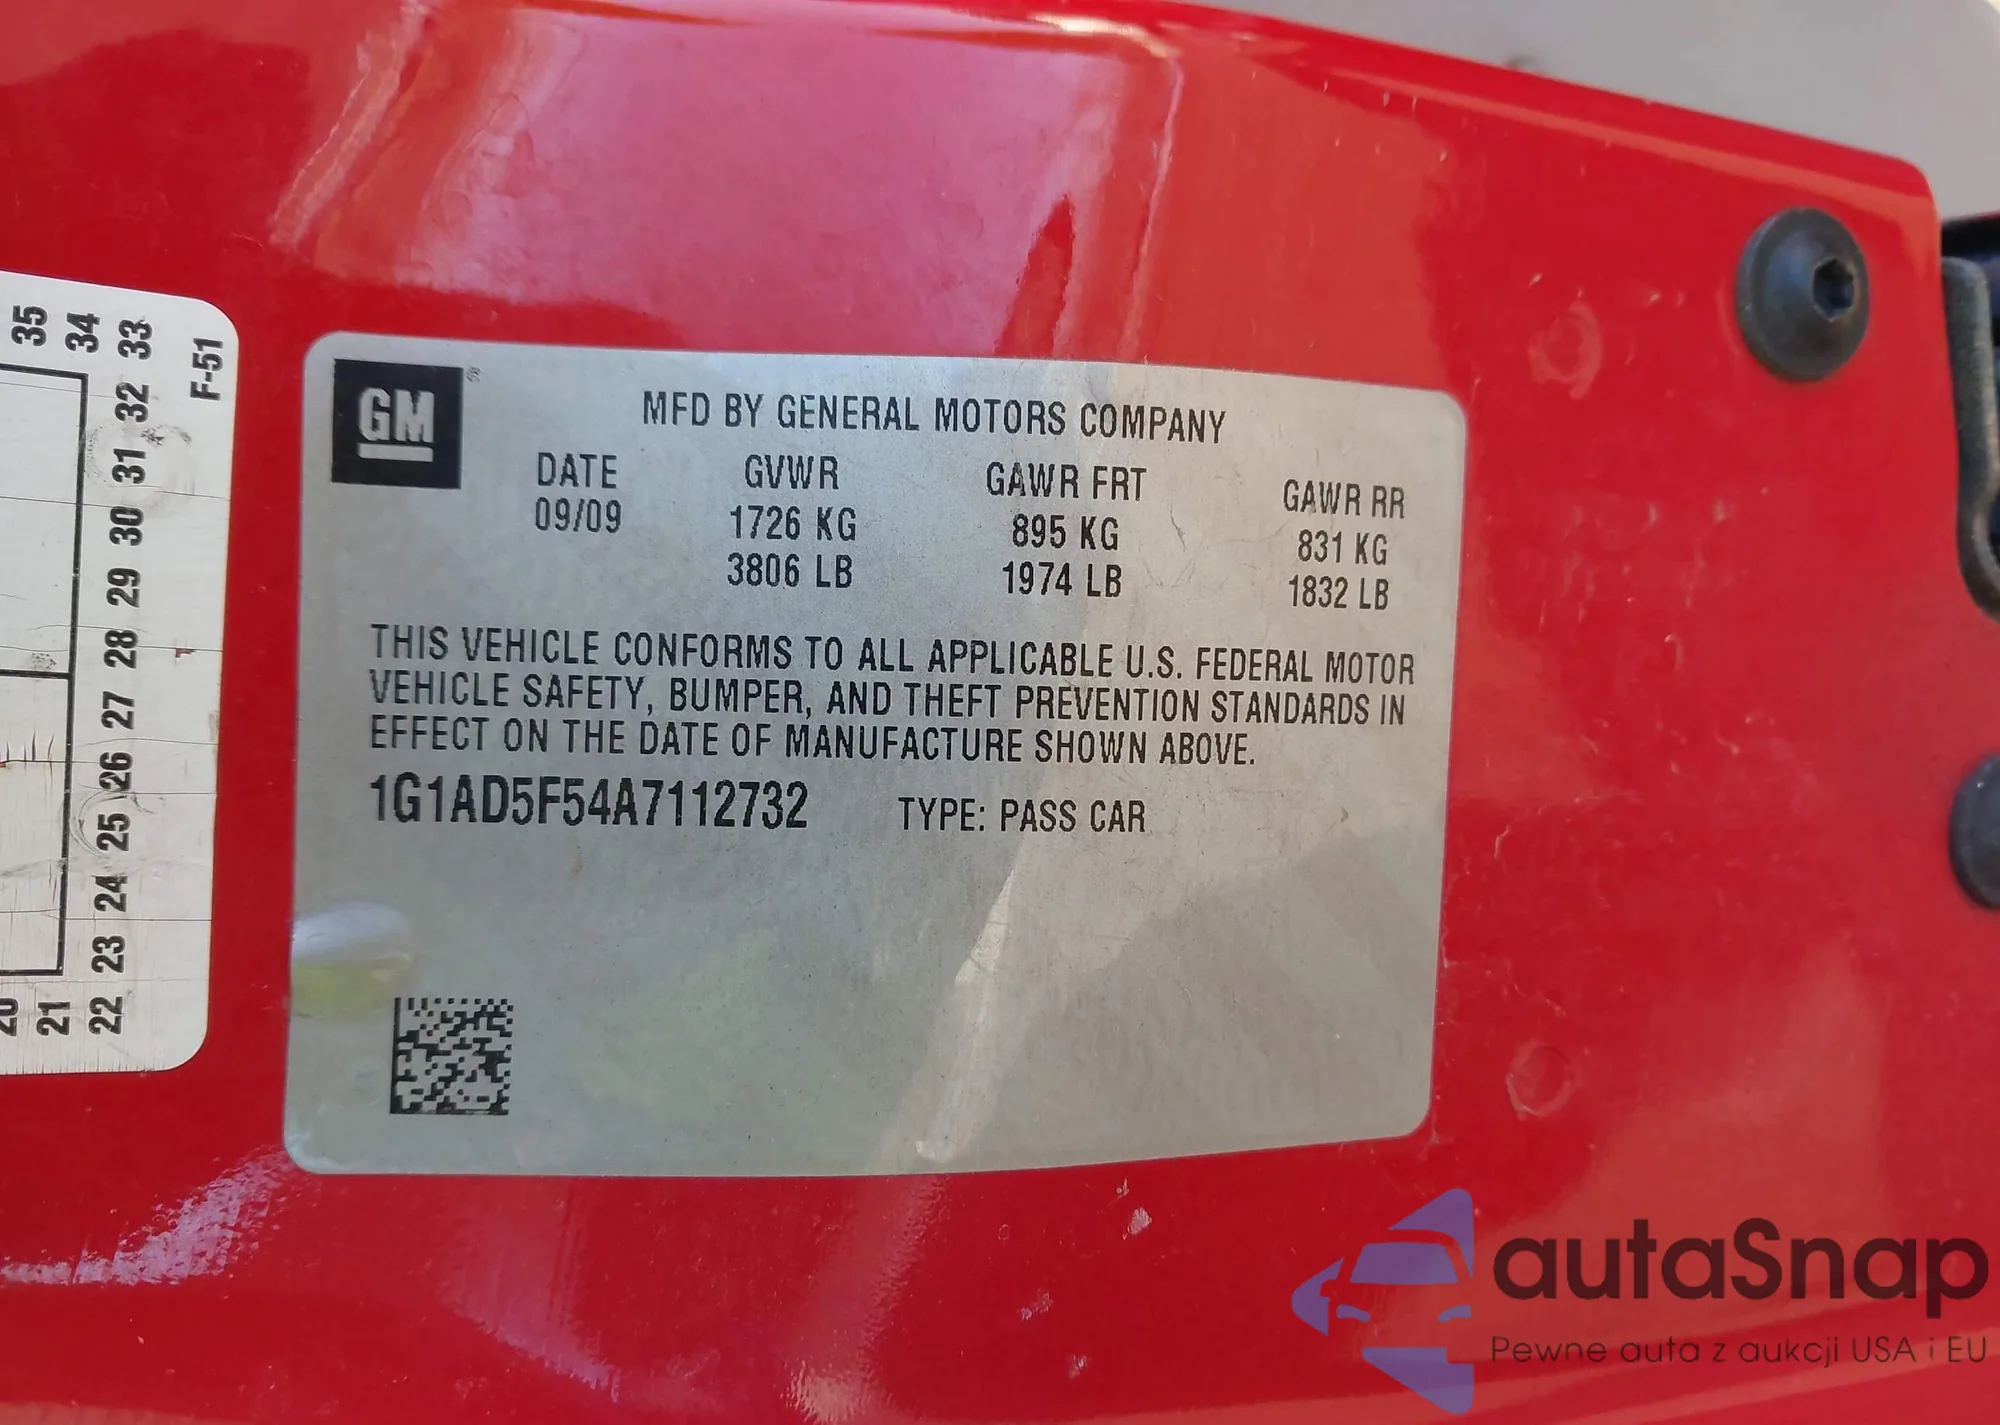 35
34
33
32
31
30
29
28
27
26
25
24
23
22
21
20
F-51
GM®
MFD BY GENERAL MOTORS COMPANY
DATE GVWR GAWR FRT GAWR RR
09/09 1726 KG 895 KG 831 KG
3806 LB 1974 LB 1832 LB
THIS VEHICLE CONFORMS TO ALL APPLICABLE U.S. FEDERAL MOTOR
VEHICLE SAFETY, BUMPER, AND THEFT PREVENTION STANDARDS IN
EFFECT ON THE DATE OF MANUFACTURE SHOWN ABOVE.
1G1AD5F54A7112732 TYPE: PASS CAR
autaSnap
Pewne auta z aukcji USA i EU